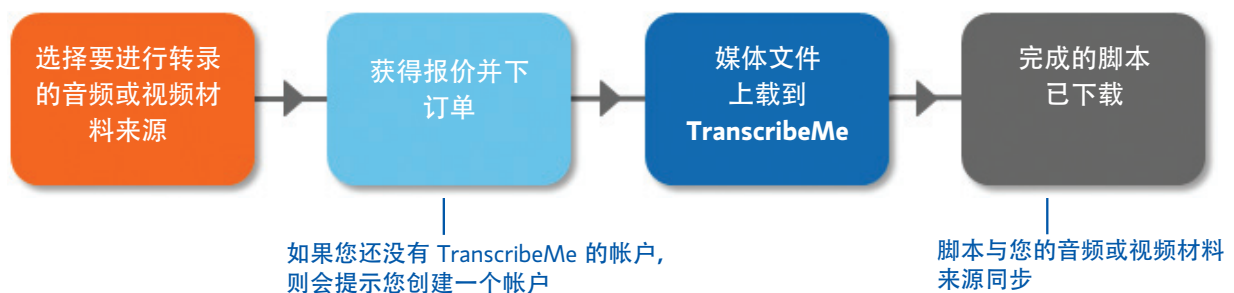 选择要进行转录
的音频或视频材
料来源
获得报价并下
订单
媒体文件
上载到
TranscribeMe
完成的脚本
已下载
如果您还没有 TranscribeMe 的帐户，
则会提示您创建一个帐户
脚本与您的音频或视频材料
来源同步